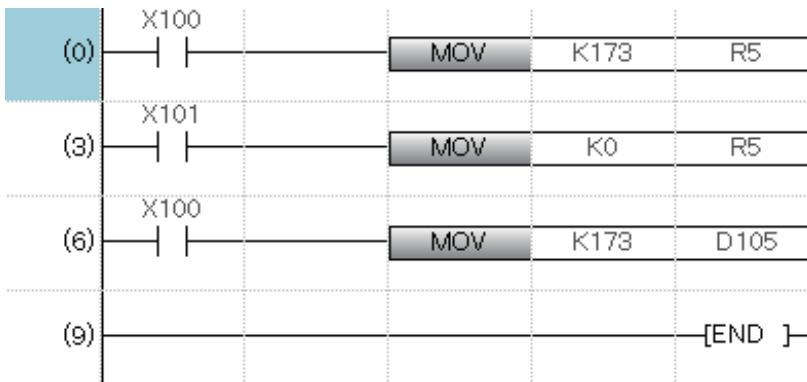 X100
(0) MOV K173 R5
X101
(3) MOV K0 R5
X100
(6) MOV K173 D105
(9) [END ]